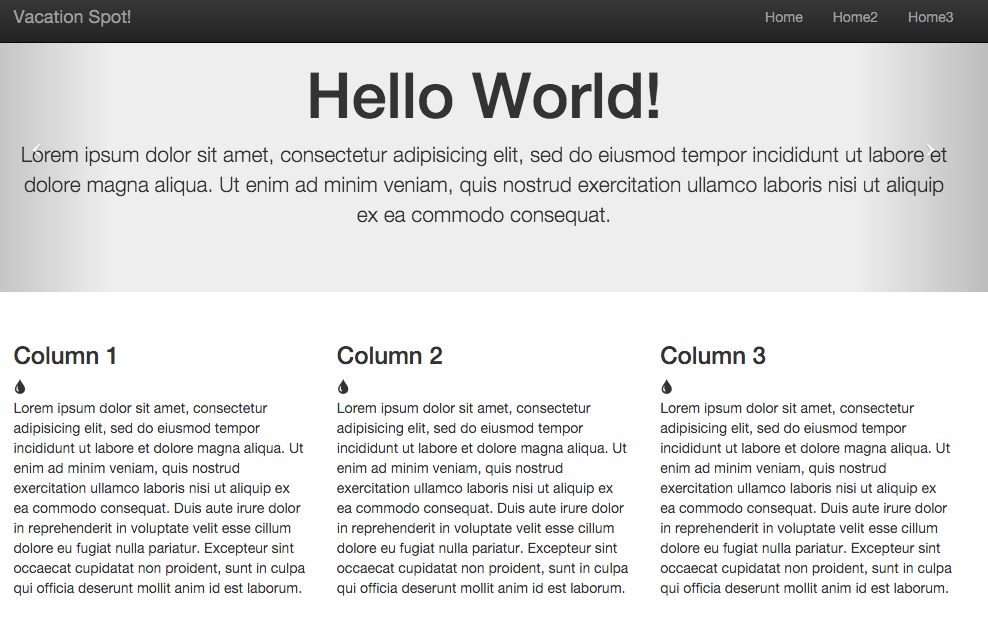 Vacation Spot!
Home Home2 Home3
Hello World!
Lorem ipsum dolor sit amet, consectetur adipisicing elit, sed do eiusmod tempor incididunt ut labore et
dolore magna aliqua. Ut enim ad minim veniam, quis nostrud exercitation ullamco laboris nisi ut aliquip
ex ea commodo consequat.
Column 1
Lorem ipsum dolor sit amet, consectetur
adipisicing elit, sed do eiusmod tempor
incididunt ut labore et dolore magna aliqua. Ut
enim ad minim veniam, quis nostrud
exercitation ullamco laboris nisi ut aliquip ex
ea commodo consequat. Duis aute irure dolor
in reprehenderit in voluptate velit esse cillum
dolore eu fugiat nulla pariatur. Excepteur sint
occaecat cupidatat non proident, sunt in culpa
qui officia deserunt mollit anim id est laborum.
Column 2
Lorem ipsum dolor sit amet, consectetur
adipisicing elit, sed do eiusmod tempor
incididunt ut labore et dolore magna aliqua. Ut
enim ad minim veniam, quis nostrud
exercitation ullamco laboris nisi ut aliquip ex
ea commodo consequat. Duis aute irure dolor
in reprehenderit in voluptate velit esse cillum
dolore eu fugiat nulla pariatur. Excepteur sint
occaecat cupidatat non proident, sunt in culpa
qui officia deserunt mollit anim id est laborum.
Column 3
Lorem ipsum dolor sit amet, consectetur
adipisicing elit, sed do eiusmod tempor
incididunt ut labore et dolore magna aliqua. Ut
enim ad minim veniam, quis nostrud
exercitation ullamco laboris nisi ut aliquip ex
ea commodo consequat. Duis aute irure dolor
in reprehenderit in voluptate velit esse cillum
dolore eu fugiat nulla pariatur. Excepteur sint
occaecat cupidatat non proident, sunt in culpa
qui officia deserunt mollit anim id est laborum.